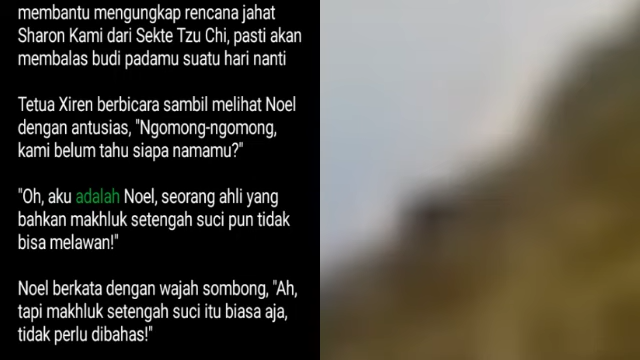 membantu mengungkap rencana jahat
Sharon Kami dari Sekte Tzu Chi, pasti akan
membalas budi padamu suatu hari nanti
Tetua Xiren berbicara sambil melihat Noel
dengan antusias, "Ngomong-ngomong,
kami belum tahu siapa namamu?"
"Oh, aku adalah Noel, seorang ahli yang
bahkan makhluk setengah suci pun tidak
bisa melawan!"
Noel berkata dengan wajah sombong, "Ah,
tapi makhluk setengah suci itu biasa aja,
tidak perlu dibahas!"